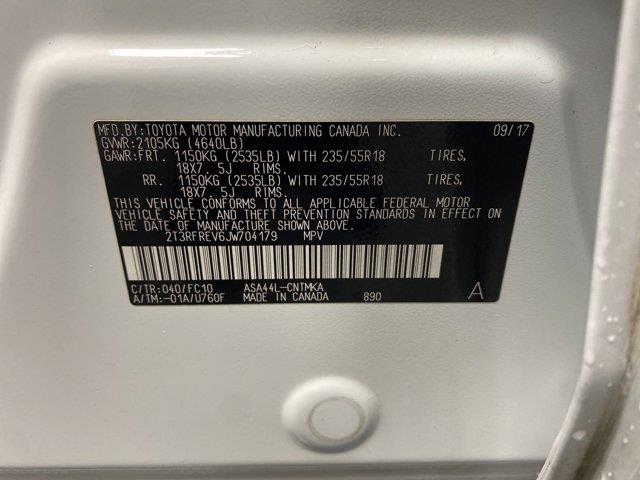 MFD.BY:TOYOTA MOTOR MANUFACTURING CANADA INC. 09/17
GVWR:2105KG (4640LB)
GAWR:FRT. 1150KG (2535LB) WITH 235/55R18 TIRES,
18X7.5J RIMS.
RR. 1150KG (2535LB) WITH 235/55R18 TIRES,
18X7.5J RIMS.
THIS VEHICLE CONFORMS TO ALL APPLICABLE FEDERAL MOTOR
VEHICLE SAFETY AND THEFT PREVENTION STANDARDS IN EFFECT ON
THE DATE OF MANUFACTURE SHOWN ABOVE.
2T3RFREV6JW704179 MPV
C/TR:040/FC10 ASA44L-CNTMKA
A/TM:-01A/U760F MADE IN CANADA 890 A